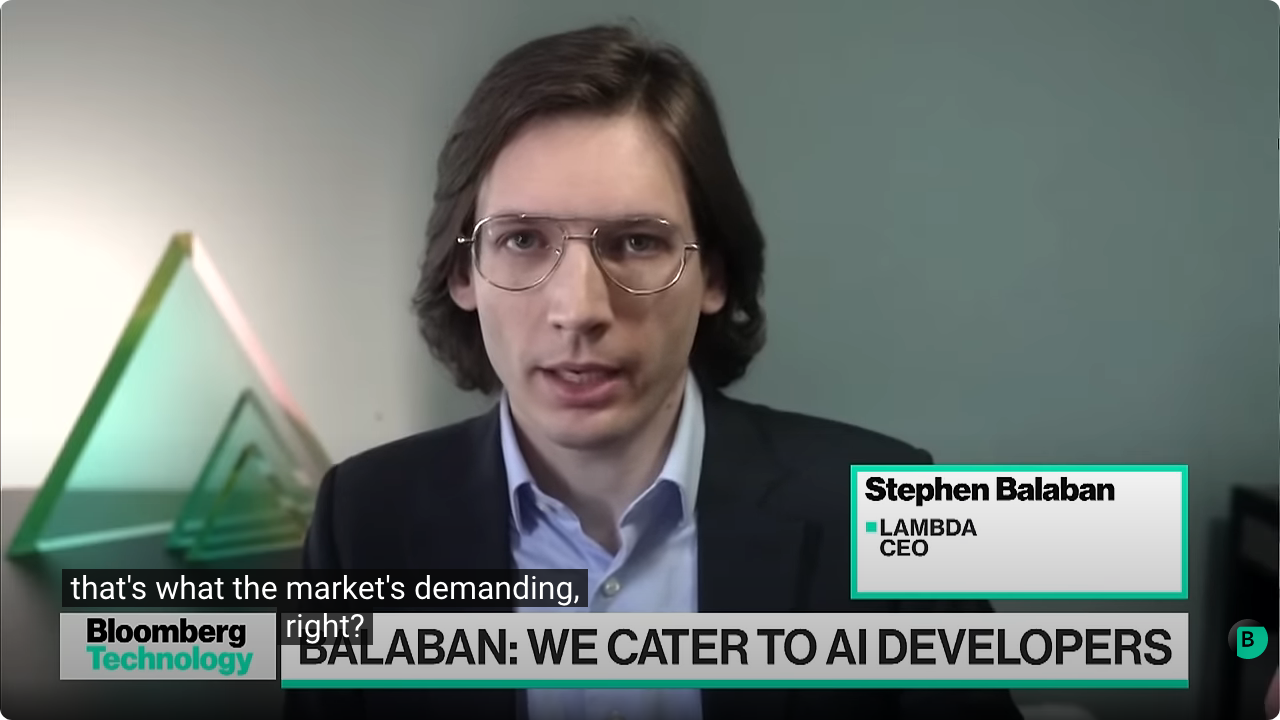 Stephen Balaban
LAMBDA
CEO
that's what the market's demanding,
right?
Bloomberg
Technology
BALABAN: WE CATER TO AI DEVELOPERS
B